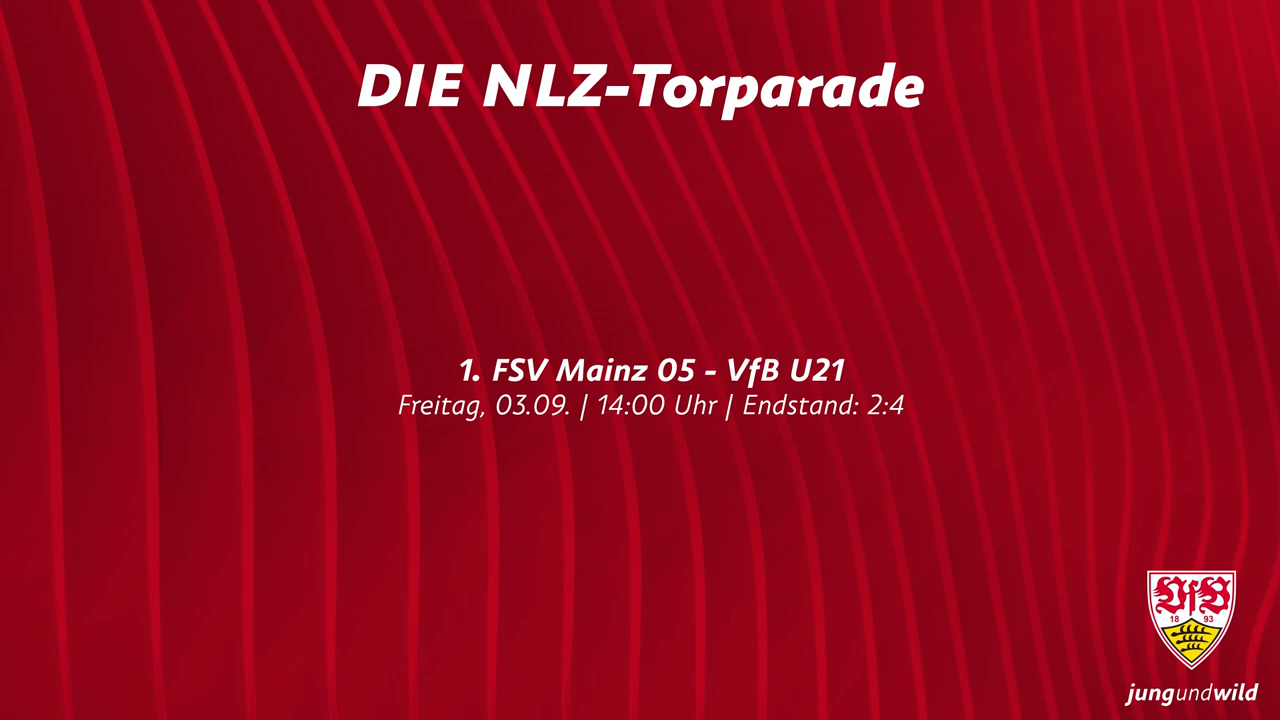 DIE NLZ-Torparade
1. FSV Mainz 05 - VfB U21
Freitag, 03.09. | 14:00 Uhr | Endstand: 2:4
VfB
18 93
jungundwild